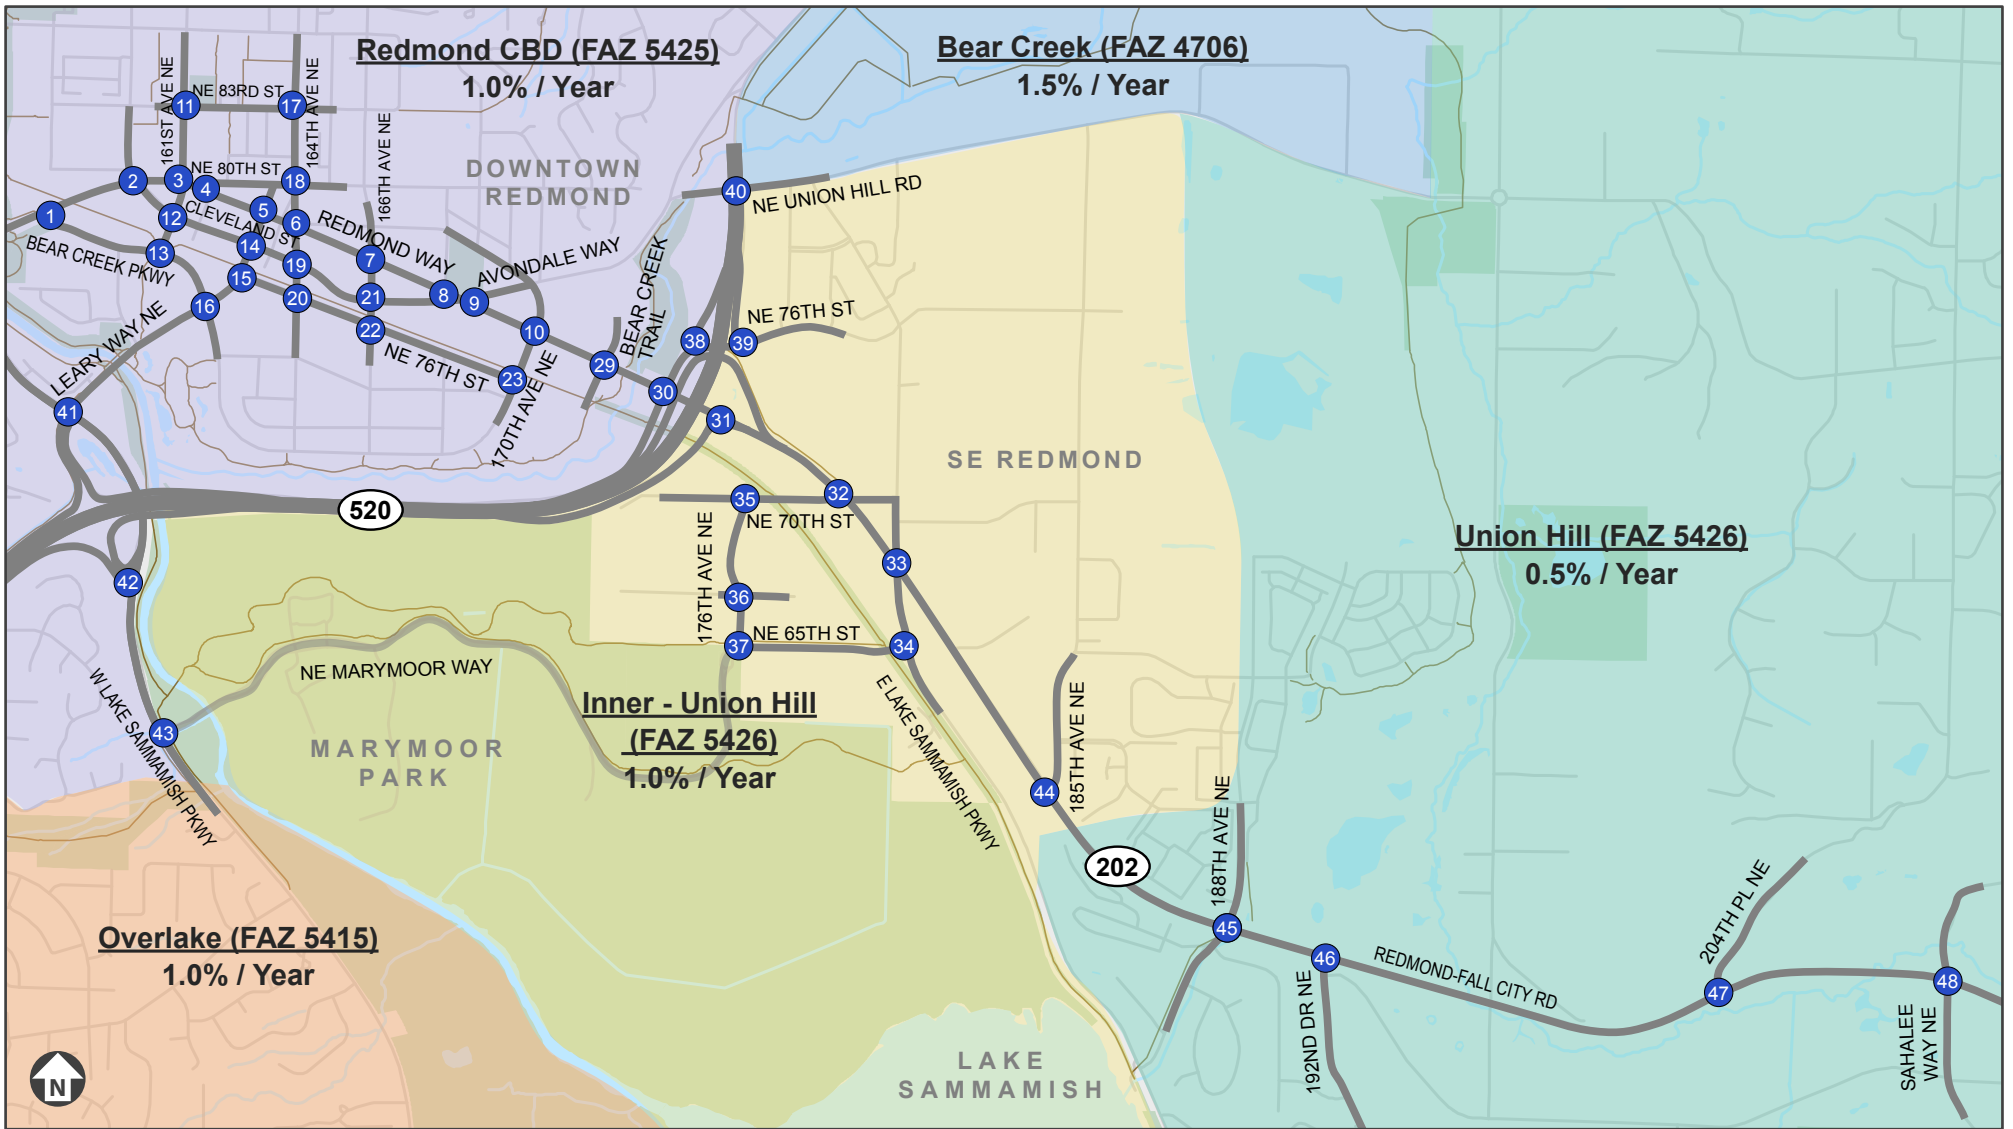 Redmond CBD (FAZ 5425)
1.0% / Year
Bear Creek (FAZ 4706)
1.5% / Year
161ST AVE NE
NE 83RD ST
164TH AVE NE
11
17
166TH AVE NE
DOWNTOWN
REDMOND
NE 80TH ST
2
3
4
18
40
NE UNION HILL RD
1
12
CLEVELAND ST
5
6
REDMOND WAY
BEAR CREEK PKWY
13
14
19
7
AVONDALE WAY
BEAR CREEK
TRAIL
15
16
20
21
22
8
9
10
NE 76TH ST
38
39
LEARY WAY NE
NE 76TH ST
23
170TH AVE NE
29
30
31
41
SE REDMOND
520
35
32
NE 70TH ST
176TH AVE NE
33
Union Hill (FAZ 5426)
0.5% / Year
42
36
37
NE 65TH ST
34
NE MARYMOOR WAY
W LAKE SAMMAMISH PKWY
43
MARYMOOR
PARK
Inner - Union Hill
(FAZ 5426)
1.0% / Year
E LAKE SAMMAMISH PKWY
185TH AVE NE
44
188TH AVE NE
202
Overlake (FAZ 5415)
1.0% / Year
45
46
REDMOND-FALL CITY RD
204TH PL NE
47
48
192ND DR NE
SAHALEE
WAY NE
LAKE
SAMMAMISH
N